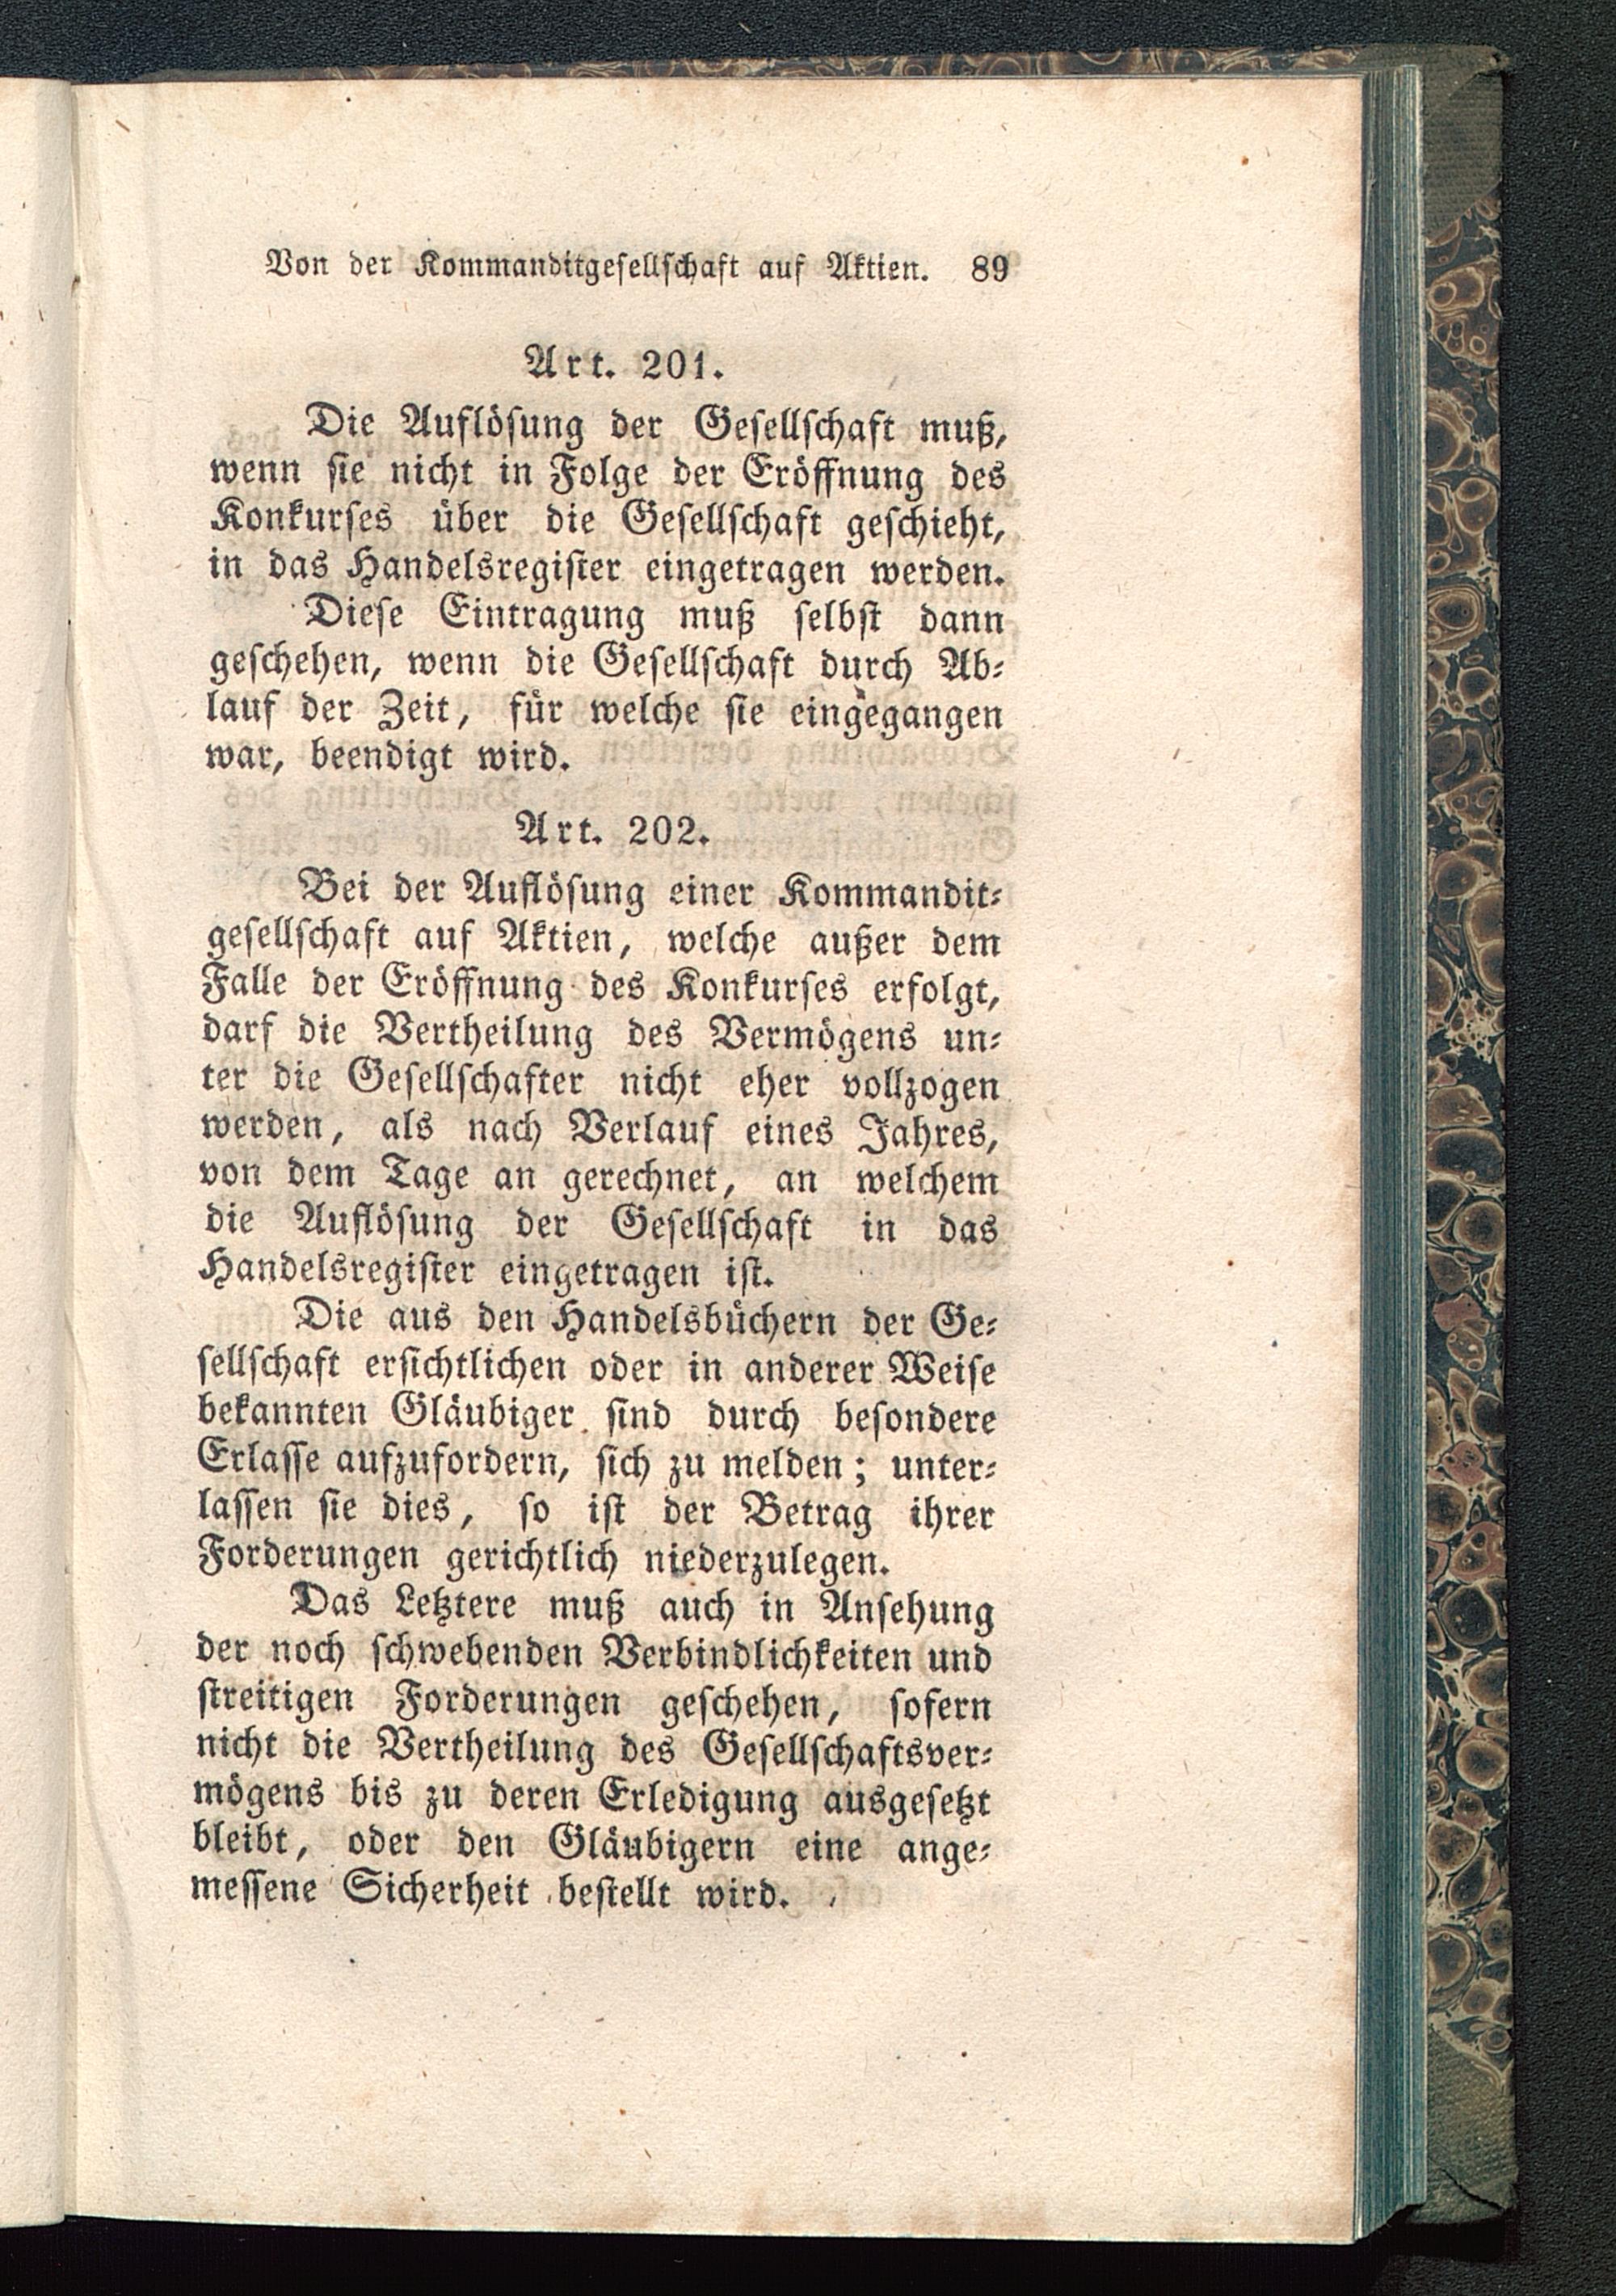 Von der Kommanditgesellschaft auf Aktien. 89
Art. 201.
Die Auflösung der Gesellschaft muß,
wenn sie nicht in Folge der Eröffnung des
Konkurses über die Gesellschaft geschieht,
in das Handelsregister eingetragen werden.
Diese Eintragung muß selbst dann
geschehen, wenn die Gesellschaft durch Ab-
lauf der Zeit, für welche sie eingegangen
war, beendigt wird.
Art. 202.
Bei der Auflösung einer Kommandit-
gesellschaft auf Aktien, welche außer dem
Falle der Eröffnung des Konkurses erfolgt,
darf die Vertheilung des Vermögens un-
ter die Gesellschafter nicht eher vollzogen
werden, als nach Verlauf eines Jahres,
von dem Tage an gerechnet, an welchem
die Auflösung der Gesellschaft in das
Handelsregister eingetragen ist.
Die aus den Handelsbüchern der Ge-
sellschaft ersichtlichen oder in anderer Weise
bekannten Gläubiger sind durch besondere
Erlasse aufzufordern, sich zu melden; unter-
lassen sie dies, so ist der Betrag ihrer
Forderungen gerichtlich niederzulegen.
Das Letztere muß auch in Ansehung
der noch schwebenden Verbindlichkeiten und
streitigen Forderungen geschehen, sofern
nicht die Vertheilung des Gesellschaftsver-
mögens bis zu deren Erledigung ausgesetzt
bleibt, oder den Gläubigern eine ange-
messene Sicherheit bestellt wird.